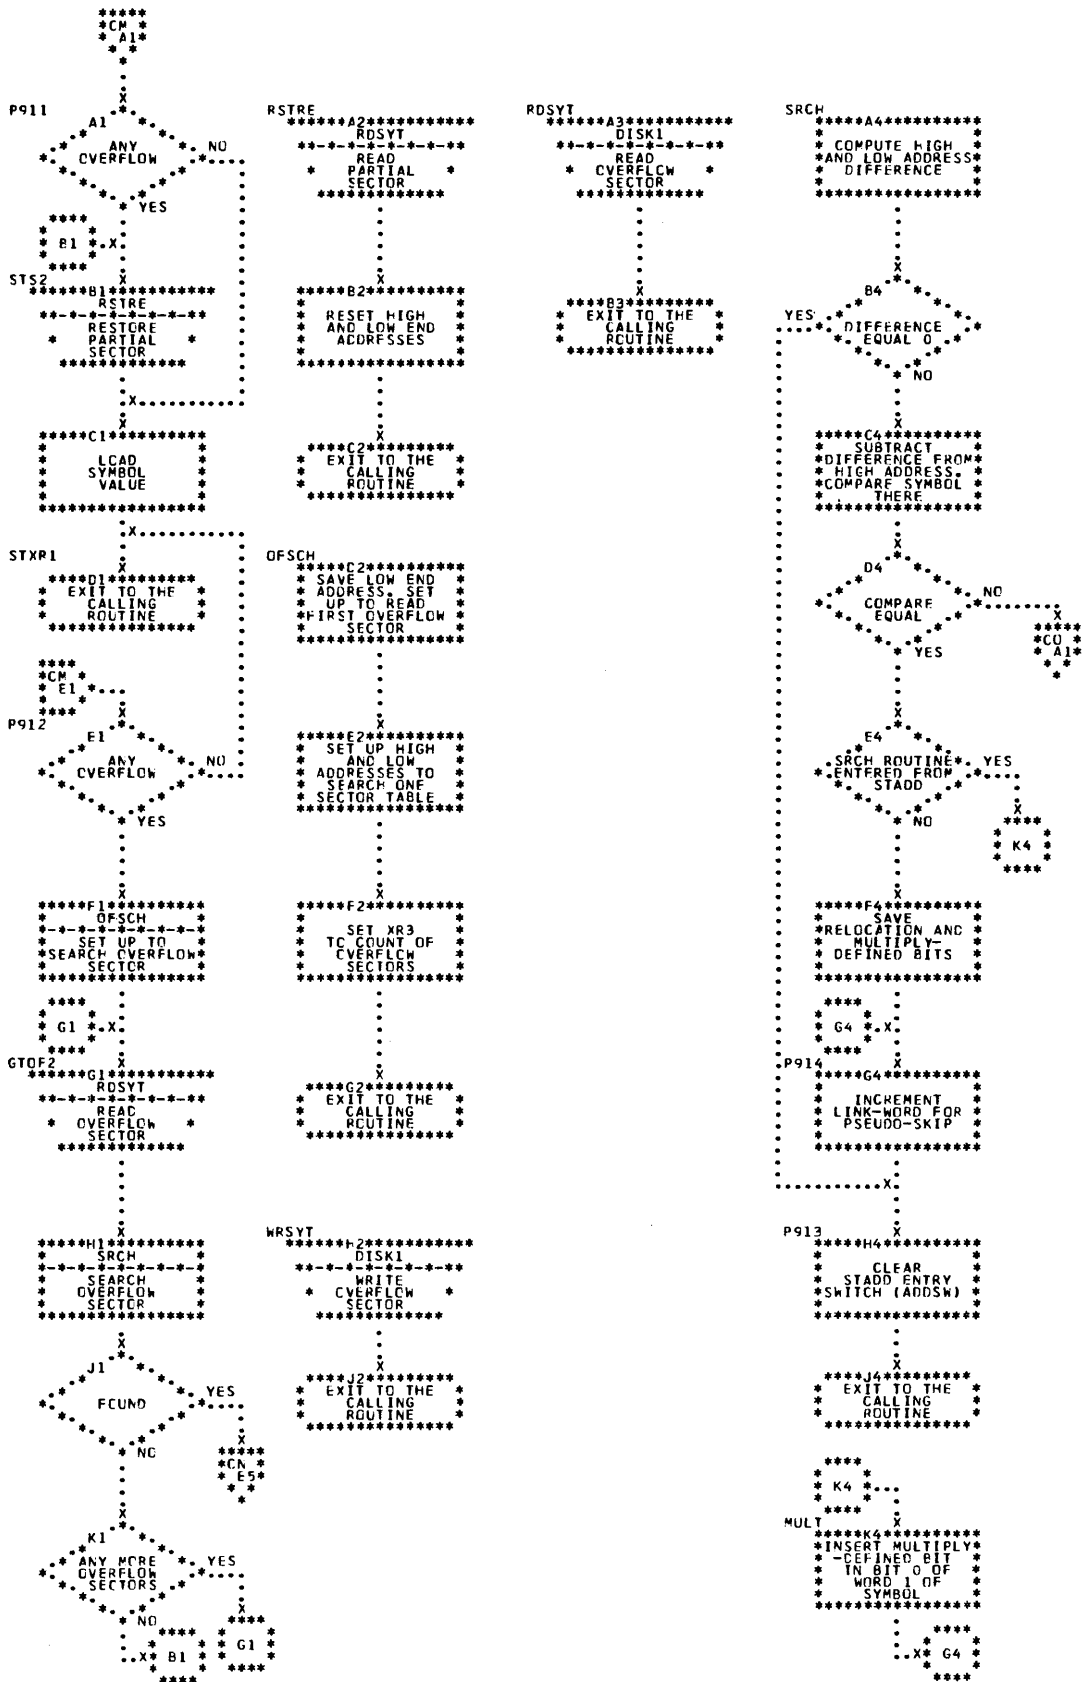 CM
A1
P911
A1
ANY
OVERFLOW
NO
YES
B1
STS2
B1
RSTRE
RESTORE
PARTIAL
SECTOR
C1
LOAD
SYMBOL
VALUE
STXR1
D1
EXIT TO THE
CALLING
ROUTINE
CM
E1
P912
E1
ANY
OVERFLOW
NO
YES
F1
OFSCH
SET UP TO
SEARCH OVERFLOW
SECTOR
G1
GTOF2
G1
RDSYT
READ
OVERFLOW
SECTOR
H1
SRCH
SEARCH
OVERFLOW
SECTOR
J1
FOUND
YES
NO
CN
E5
K1
ANY MORE
OVERFLOW
SECTORS
YES
NO
B1
G1
RSTRE
A2
RDSYT
READ
PARTIAL
SECTOR
B2
RESET HIGH
AND LOW END
ADDRESSES
C2
EXIT TO THE
CALLING
ROUTINE
OFSCH
D2
SAVE LOW END
ADDRESS. SET
UP TO READ
FIRST OVERFLOW
SECTOR
E2
SET UP HIGH
AND LOW
ADDRESSES TO
SEARCH ONE
SECTOR TABLE
F2
SET XR3
TO COUNT OF
OVERFLOW
SECTORS
G2
EXIT TO THE
CALLING
ROUTINE
WRSYT
H2
DISK1
WRITE
OVERFLOW
SECTOR
J2
EXIT TO THE
CALLING
ROUTINE
RDSYT
A3
DISK1
READ
OVERFLOW
SECTOR
B3
EXIT TO THE
CALLING
ROUTINE
SRCH
A4
COMPUTE HIGH
AND LOW ADDRESS
DIFFERENCE
B4
YES
DIFFERENCE
EQUAL 0
NO
C4
SUBTRACT
DIFFERENCE FROM
HIGH ADDRESS.
COMPARE SYMBOL
THERE
D4
COMPARE
EQUAL
NO
YES
CO
A1
E4
SRCH ROUTINE
ENTERED FROM
STADD
YES
NO
K4
F4
SAVE
RELOCATION AND
MULTIPLY-
DEFINED BITS
G4
P914
G4
INCREMENT
LINK-WORD FOR
PSEUDO-SKIP
P913
H4
CLEAR
STADD ENTRY
SWITCH (ADDSW)
J4
EXIT TO THE
CALLING
ROUTINE
K4
MULT
K4
INSERT MULTIPLY
-DEFINED BIT
IN BIT 0 OF
WORD 1 OF
SYMBOL
G4